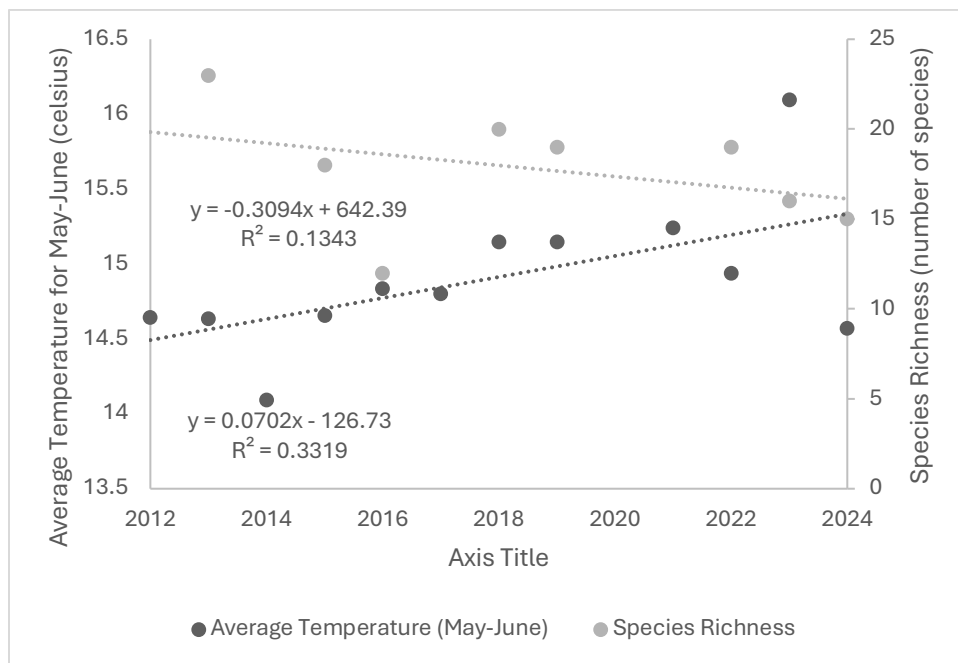 Average Temperature for May-June (celsius)
16.5
16
15.5
15
14.5
14
13.5
25
20
15
10
5
0
Species Richness (number of species)
y = -0.3094x + 642.39
R² = 0.1343
y = 0.0702x - 126.73
R² = 0.3319
2012 2014 2016 2018 2020 2022 2024
Axis Title
Average Temperature (May-June) Species Richness